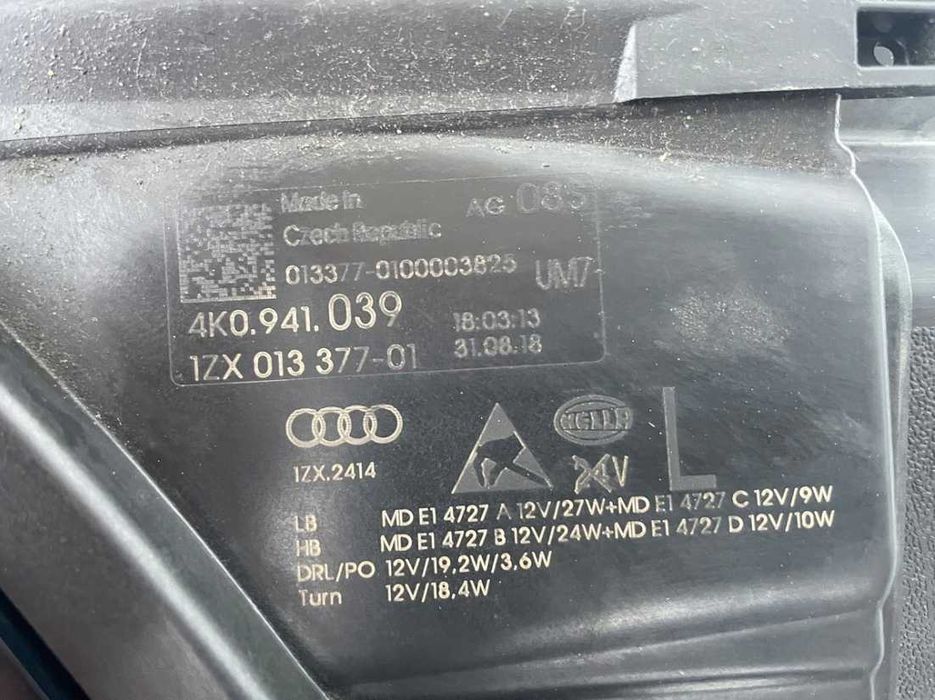 Made in
Czech Republic
AG 085
013377-0100003825
UM7
4K0.941.039
18:03:13
1ZX 013 377-01
31.08.18
HELLA
24V
L
1ZX.2414
LB MD E1 4727 A 12V/27W+MD E1 4727 C 12V/9W
HB MD E1 4727 B 12V/24W+MD E1 4727 D 12V/10W
DRL/PO 12V/19,2W/3,6W
Turn 12V/18,4W